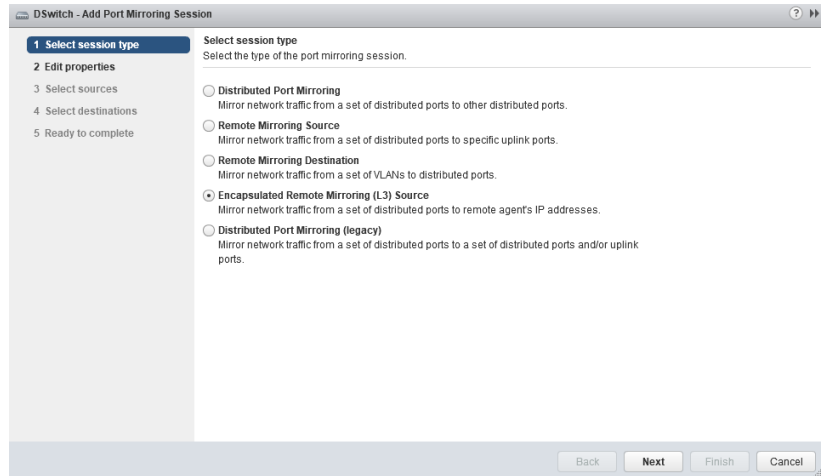 DSwitch - Add Port Mirroring Session
?
1 Select session type
2 Edit properties
3 Select sources
4 Select destinations
5 Ready to complete
Select session type
Select the type of the port mirroring session.
Distributed Port Mirroring
Mirror network traffic from a set of distributed ports to other distributed ports.
Remote Mirroring Source
Mirror network traffic from a set of distributed ports to specific uplink ports.
Remote Mirroring Destination
Mirror network traffic from a set of VLANs to distributed ports.
Encapsulated Remote Mirroring (L3) Source
Mirror network traffic from a set of distributed ports to remote agent's IP addresses.
Distributed Port Mirroring (legacy)
Mirror network traffic from a set of distributed ports to a set of distributed ports and/or uplink
ports.
Back Next Finish Cancel